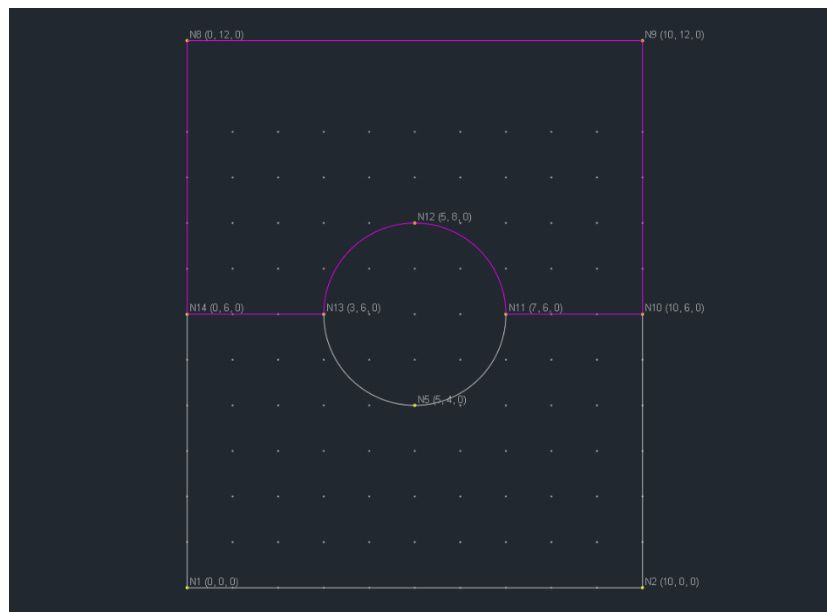 N8 (0, 12, 0)
N9 (10, 12, 0)
N12 (5, 8, 0)
N14 (0, 6, 0)
N13 (3, 6, 0)
N11 (7, 6, 0)
N10 (10, 6, 0)
N5 (5, 4, 0)
N1 (0, 0, 0)
N2 (10, 0, 0)